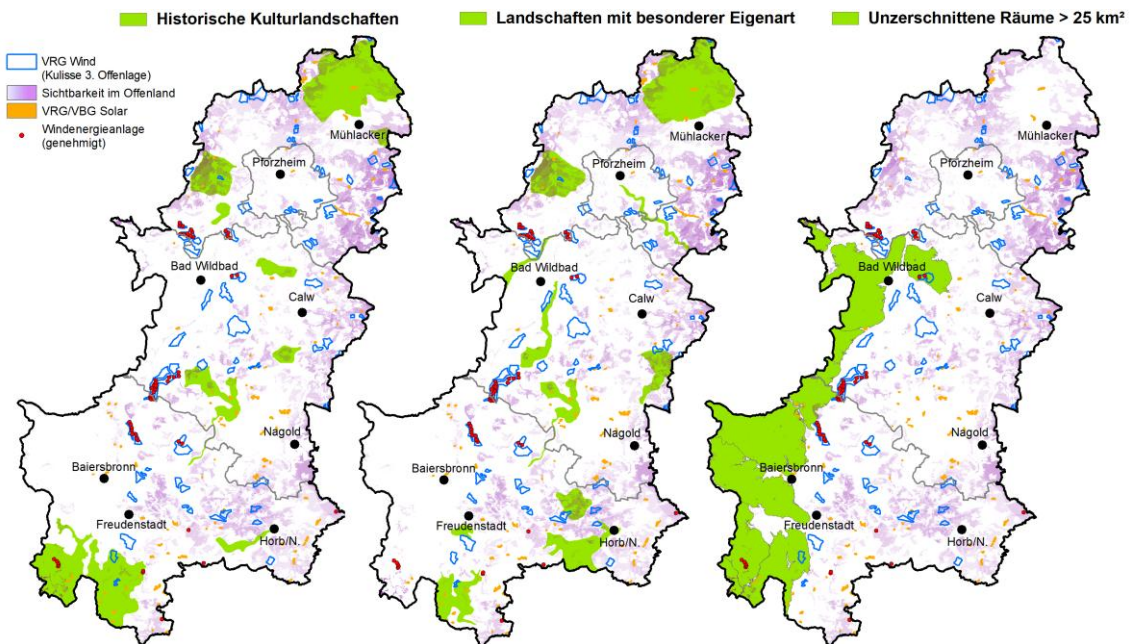 Historische Kulturlandschaften
Landschaften mit besonderer Eigenart
Unzerschnittene Räume > 25 km²
VRG Wind
(Kulisse 3. Offenlage)
Sichtbarkeit im Offenland
VRG/VBG Solar
Windenergieanlage
(genehmigt)
Mühlacker
Pforzheim
Bad Wildbad
Calw
Nagold
Baiersbronn
Freudenstadt
Horb/N.
Mühlacker
Pforzheim
Bad Wildbad
Calw
Nagold
Baiersbronn
Freudenstadt
Horb/N.
Mühlacker
Pforzheim
Bad Wildbad
Calw
Nagold
Baiersbronn
Freudenstadt
Horb/N.